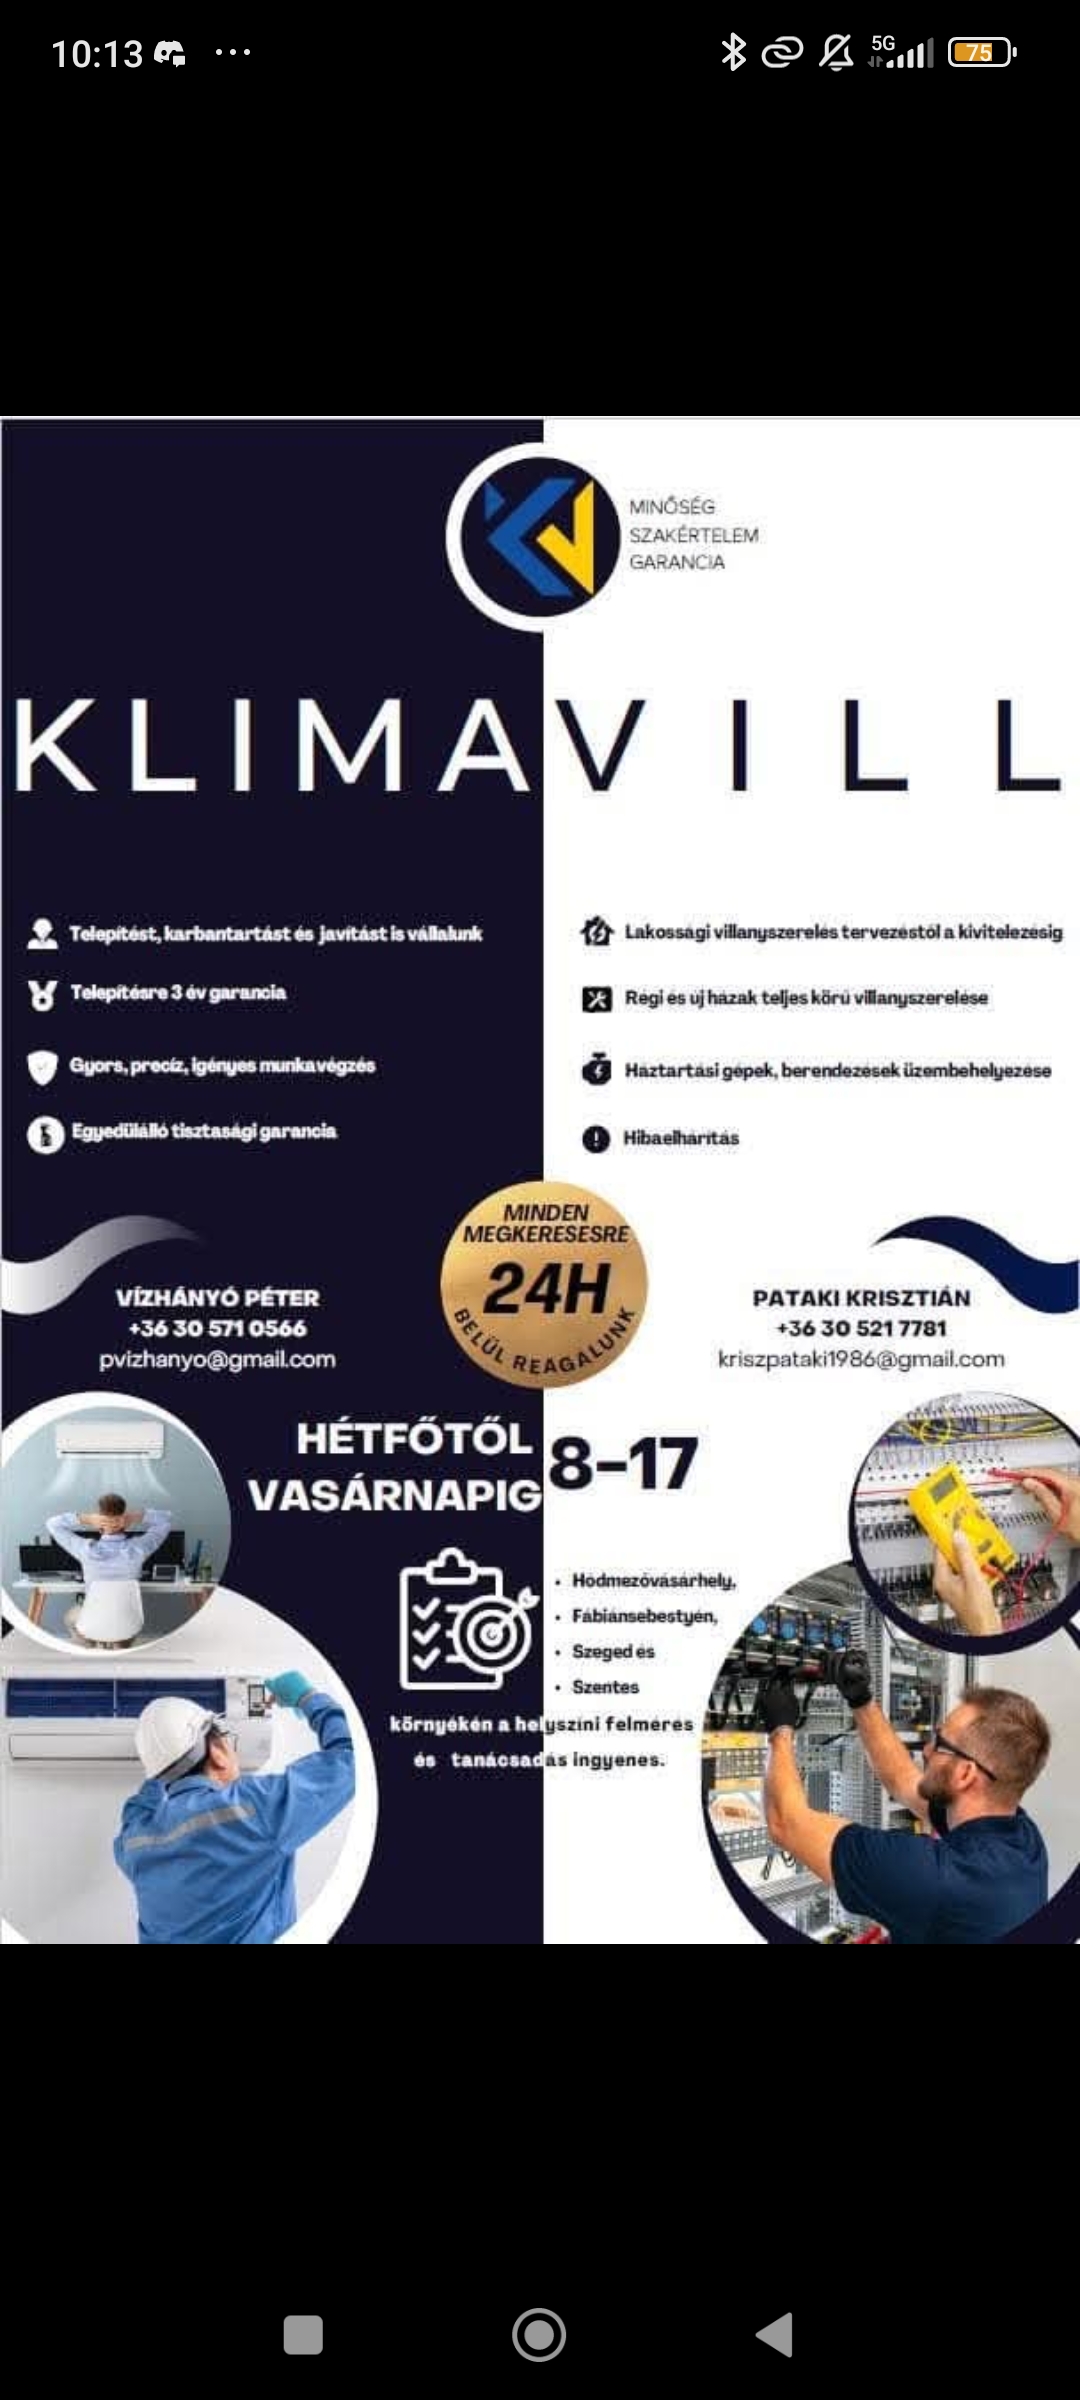 10:13
5G
75
MINŐSÉG
SZAKÉRTELEM
GARANCIA
KLIMAVILL
Telepítést, karbantartást és javítást is vállalunk
Telepítésre 3 év garancia
Gyors, precíz, igényes munkavégzés
Egyedülálló tisztasági garancia
Lakossági villanyszerelés tervezéstől a kivitelezésig
Régi és új házak teljes körű villanyszerelése
Háztartási gépek, berendezések üzembehelyezése
Hibaelhárítás
MINDEN
MEGKERESESRE
24H
BELÜL REAGALUNK
VÍZHÁNYÓ PÉTER
+36 30 571 0566
pvizhanyo@gmail.com
PATAKI KRISZTIÁN
+36 30 521 7781
kriszpataki1986@gmail.com
HÉTFŐTŐL
VASÁRNAPIG
8-17
• Hódmezővásárhely,
• Fábiánsebestyén,
• Szeged és
• Szentes
környékén a helyszíni felmérés
és tanácsadás ingyenes.